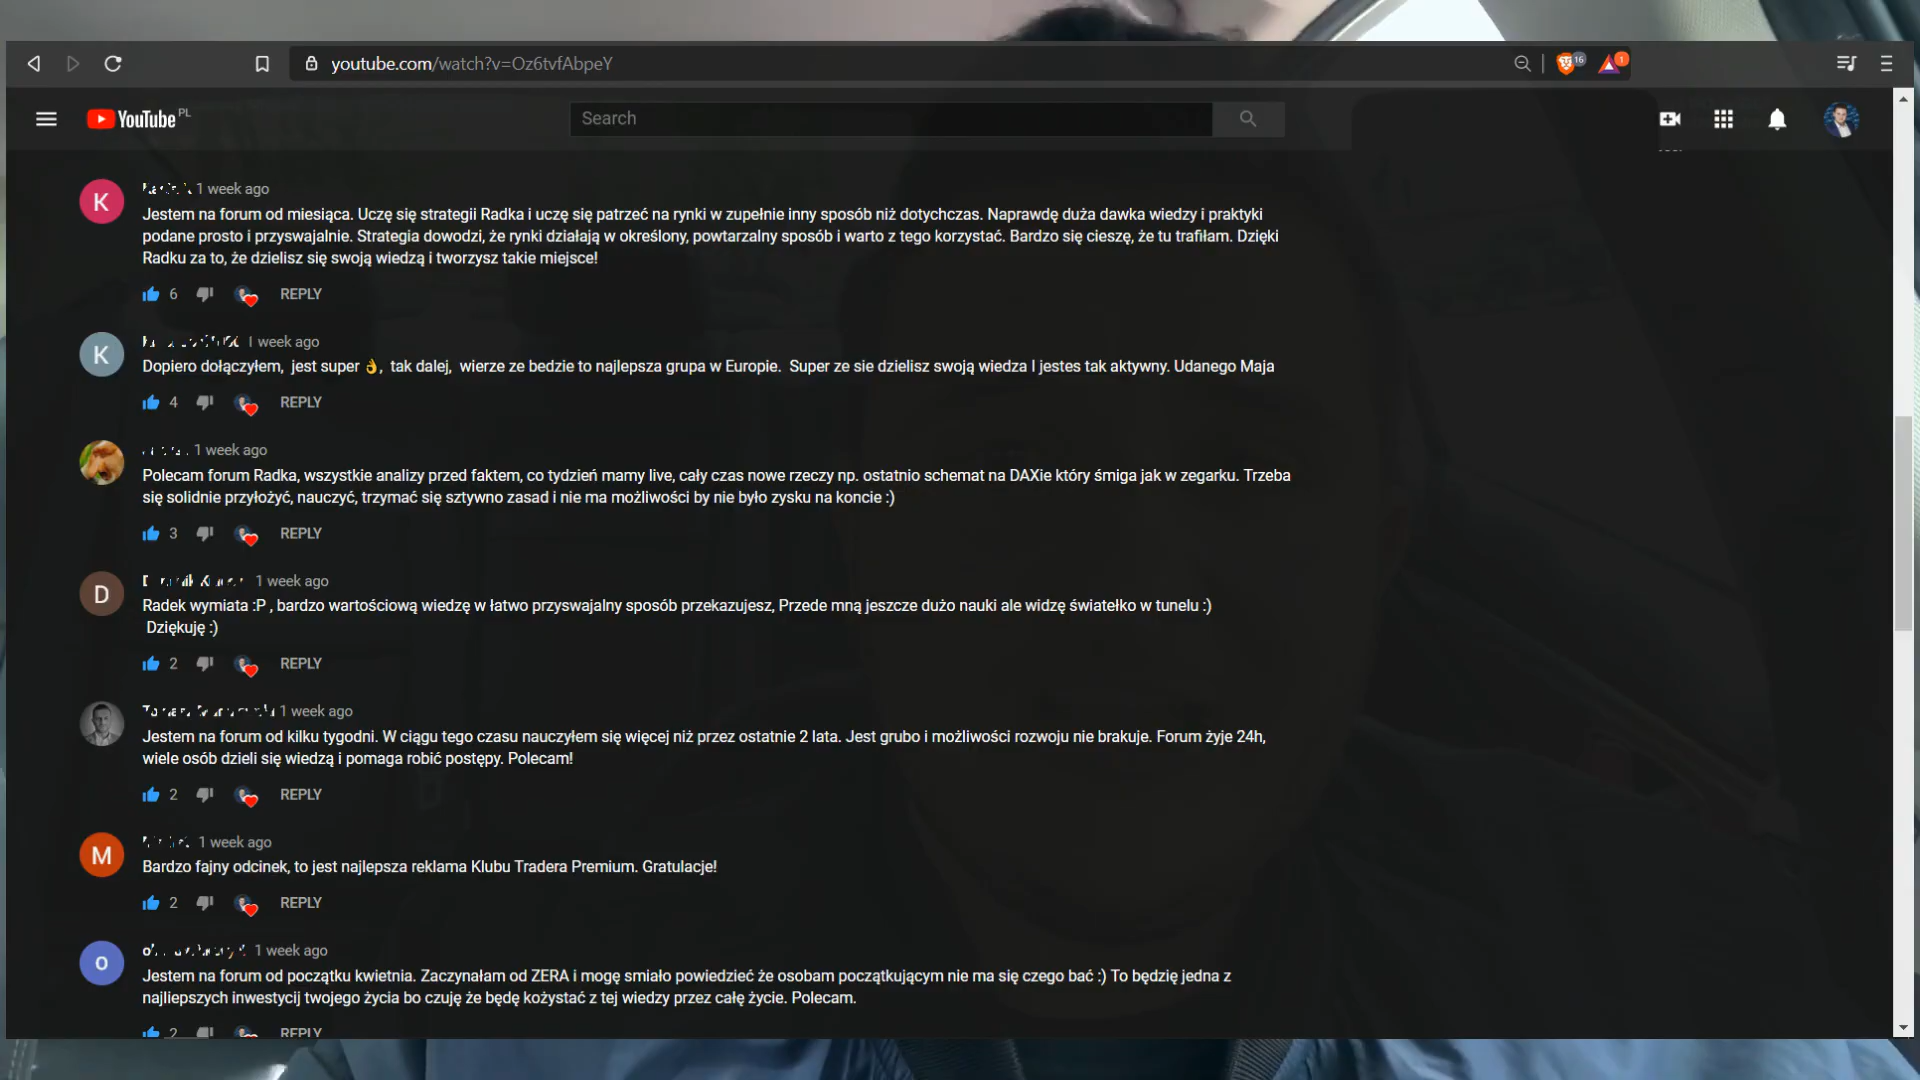 youtube.com/watch?v=Oz6tvfAbpeY
16
1
YouTube PL
Search
K
1 week ago
Jestem na forum od miesiąca. Uczę się strategii Radka i uczę się patrzeć na rynki w zupełnie inny sposób niż dotychczas. Naprawdę duża dawka wiedzy i praktyki
podane prosto i przyswajalnie. Strategia dowodzi, że rynki działają w określony, powtarzalny sposób i warto z tego korzystać. Bardzo się cieszę, że tu trafiłam. Dzięki
Radku za to, że dzielisz się swoją wiedzą i tworzysz takie miejsce!
6 REPLY
K
1 week ago
Dopiero dołączyłem, jest super 👌, tak dalej, wierze ze bedzie to najlepsza grupa w Europie. Super ze sie dzielisz swoją wiedza I jestes tak aktywny. Udanego Maja
4 REPLY
1 week ago
Polecam forum Radka, wszystkie analizy przed faktem, co tydzień mamy live, cały czas nowe rzeczy np. ostatnio schemat na DAXie który śmiga jak w zegarku. Trzeba
się solidnie przyłożyć, nauczyć, trzymać się sztywno zasad i nie ma możliwości by nie było zysku na koncie :)
3 REPLY
D
1 week ago
Radek wymiata :P , bardzo wartościową wiedzę w łatwo przyswajalny sposób przekazujesz, Przede mną jeszcze dużo nauki ale widzę światełko w tunelu :)
Dziękuję :)
2 REPLY
1 week ago
Jestem na forum od kilku tygodni. W ciągu tego czasu nauczyłem się więcej niż przez ostatnie 2 lata. Jest grubo i możliwości rozwoju nie brakuje. Forum żyje 24h,
wiele osób dzieli się wiedzą i pomaga robić postępy. Polecam!
2 REPLY
M
1 week ago
Bardzo fajny odcinek, to jest najlepsza reklama Klubu Tradera Premium. Gratulacje!
2 REPLY
o
1 week ago
Jestem na forum od początku kwietnia. Zaczynałam od ZERA i mogę smiało powiedzieć że osobam początkującym nie ma się czego bać :) To będzię jedna z
najliepszych inwestycij twojego życia bo czuję że będę kożystać z tej wiedzy przez całę życie. Polecam.
2 REPLY